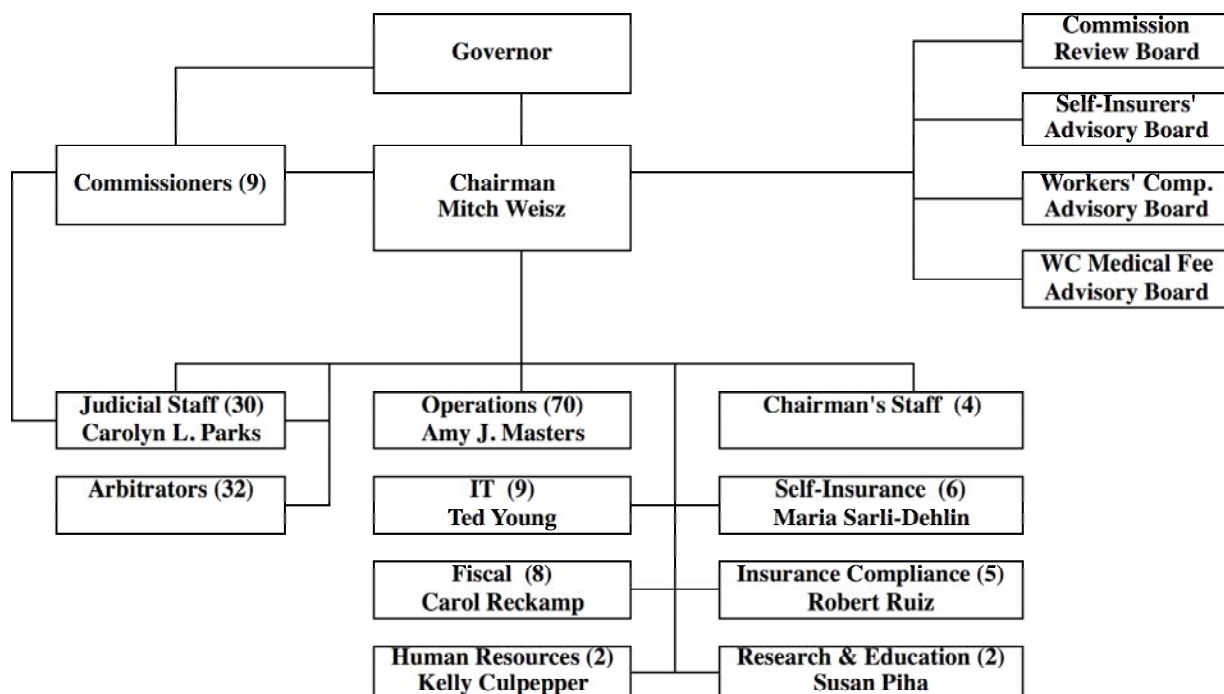 Governor
Commission
Review Board
Self-Insurers'
Advisory Board
Commissioners (9)
Chairman
Mitch Weisz
Workers' Comp.
Advisory Board
WC Medical Fee
Advisory Board
Judicial Staff (30)
Carolyn L. Parks
Operations (70)
Amy J. Masters
Chairman's Staff (4)
Arbitrators (32)
IT (9)
Ted Young
Self-Insurance (6)
Maria Sarli-Dehlin
Fiscal (8)
Carol Reckamp
Insurance Compliance (5)
Robert Ruiz
Human Resources (2)
Kelly Culpepper
Research & Education (2)
Susan Piha